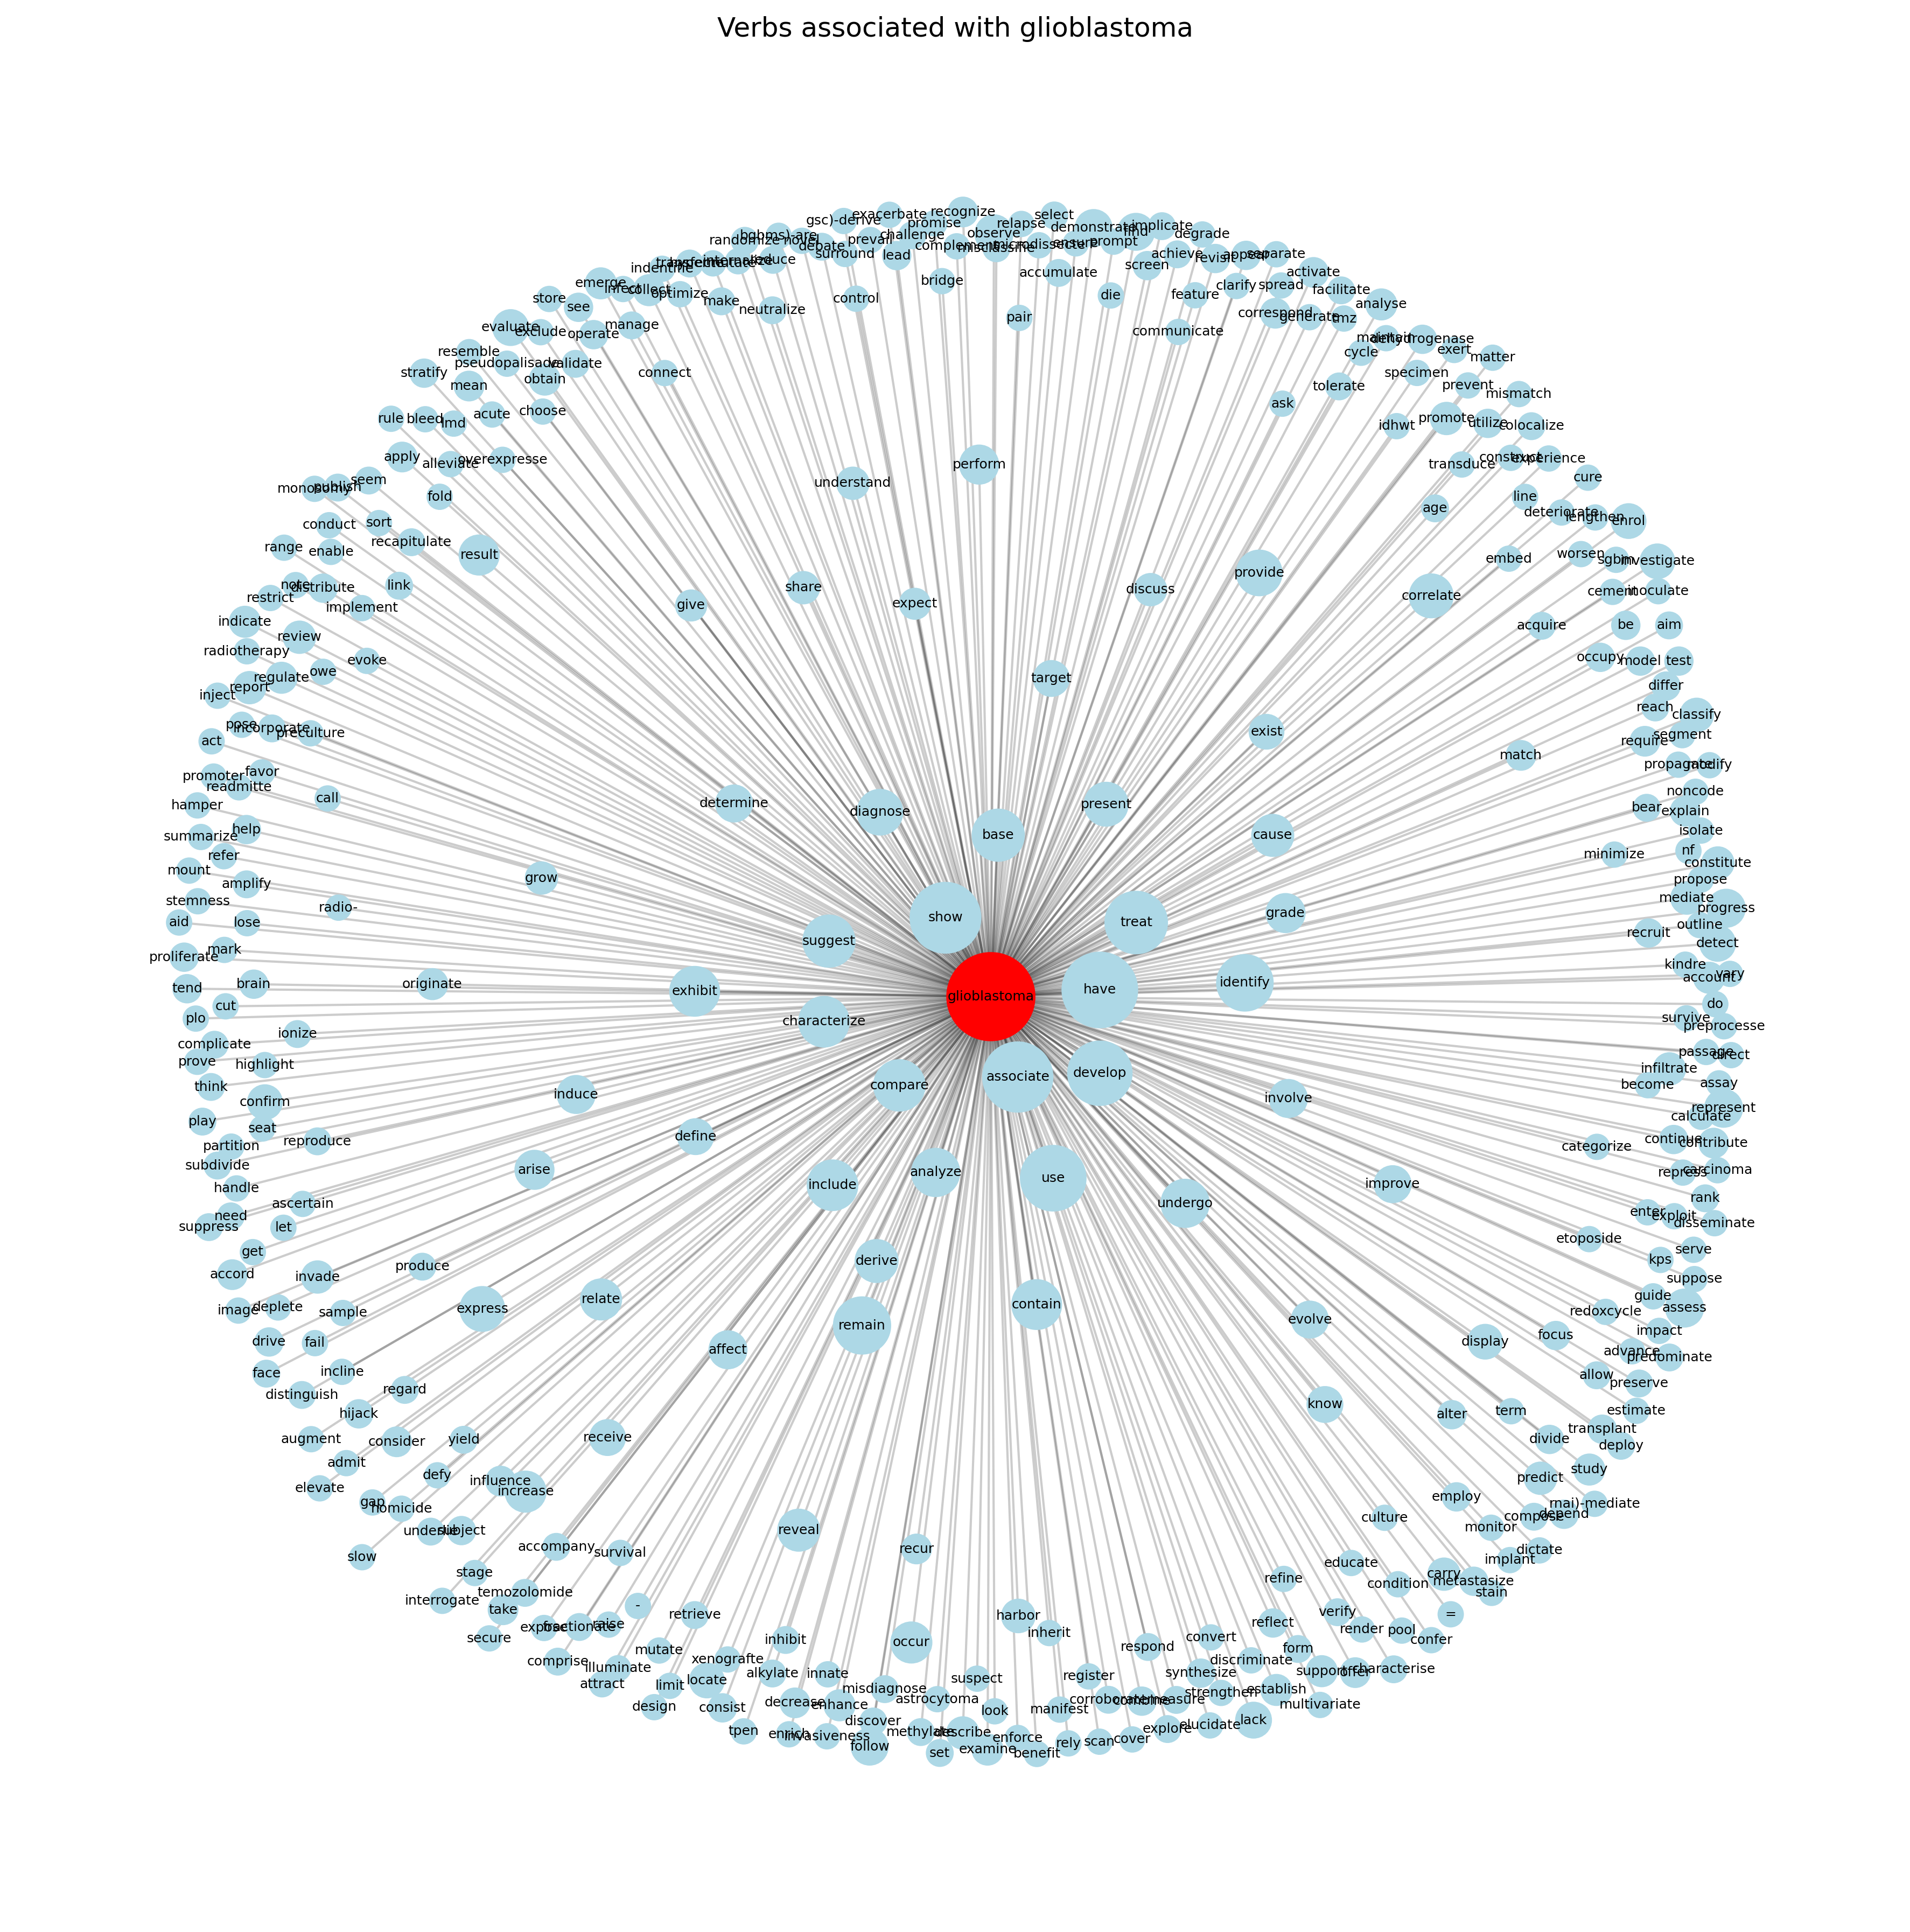 Verbs associated with glioblastoma
recognize
select
exacerbate
gsc)-derive
promise
relapse
demonstrate
implicate
find
observe
challenge
degrade
prevail
randomize
novel
debate
complement
misclassifie
microdissecte
ensure
prompt
surround
lead
achieve
revisit
appear
separate
screen
internalize
reduce
indentifie
accumulate
activate
emerge
infect
collect
optimize
bridge
spread
clarify
facilitate
store
see
make
neutralize
control
die
feature
analyse
correspond
generate
tmz
pair
communicate
evaluate
exclude
operate
manage
maintain
dehydrogenase
cycle
exert
matter
resemble
pseudopalisade
validate
stratify
mean
obtain
connect
specimen
prevent
tolerate
mismatch
rule
bleed
lmd
acute
choose
ask
idhwt
promote
utilize
colocalize
apply
alleviate
overexpresse
perform
transduce
construct
experience
monosomy
publish
seem
fold
understand
cure
line
age
deteriorate
lengthen
enrol
conduct
sort
range
enable
recapitulate
result
worsen
sgbm
investigate
embed
provide
note
distribute
link
share
discuss
correlate
cement
inoculate
restrict
implement
give
expect
indicate
review
acquire
be
aim
radiotherapy
evoke
occupy
model
test
regulate
owe
target
inject
report
differ
reach
classify
pose
incorporate
preculture
exist
segment
act
require
match
promoter
favor
readmitte
propagate
modify
hamper
call
determine
diagnose
present
noncode
bear
explain
summarize
help
base
cause
isolate
refer
minimize
nf
constitute
mount
amplify
grow
propose
stemness
mediate
radio-
progress
aid
lose
show
treat
grade
outline
recruit
mark
suggest
detect
proliferate
kindre
account
vary
tend
brain
originate
exhibit
identify
have
glioblastoma
cut
do
plo
characterize
survive
preprocesse
complicate
ionize
prove
highlight
passage
direct
infiltrate
think
induce
compare
associate
develop
become
assay
confirm
involve
represent
play
seat
calculate
partition
reproduce
define
categorize
continue
contribute
subdivide
arise
include
analyze
use
improve
repress
carcinoma
handle
rank
ascertain
undergo
enter
exploit
disseminate
suppress
need
let
get
etoposide
serve
kps
accord
invade
produce
derive
suppose
image
deplete
sample
express
relate
contain
guide
assess
redoxcycle
drive
fail
remain
evolve
impact
focus
display
affect
advance
predominate
face
incline
allow
distinguish
regard
preserve
hijack
know
alter
term
estimate
augment
consider
yield
receive
transplant
divide
deploy
admit
defy
study
elevate
influence
increase
predict
gap
homicide
employ
rnai)-mediate
compose
depend
subject
reveal
culture
monitor
slow
accompany
survival
recur
dictate
implant
educate
stage
carry
metastasize
condition
stain
refine
interrogate
temozolomide
take
-
retrieve
harbor
inherit
reflect
verify
=
secure
fractionate
raise
render
pool
confer
mutate
inhibit
occur
respond
convert
form
comprise
illuminate
xenografte
discriminate
attract
limit
locate
alkylate
innate
suspect
register
synthesize
support
offer
characterise
design
consist
decrease
enhance
misdiagnose
astrocytoma
look
manifest
corroborate
combine
measure
strengthen
establish
multivariate
tpen
enrich
invasiveness
discover
follow
methylate
describe
set
examine
enforce
benefit
rely
scan
cover
explore
elucidate
lack